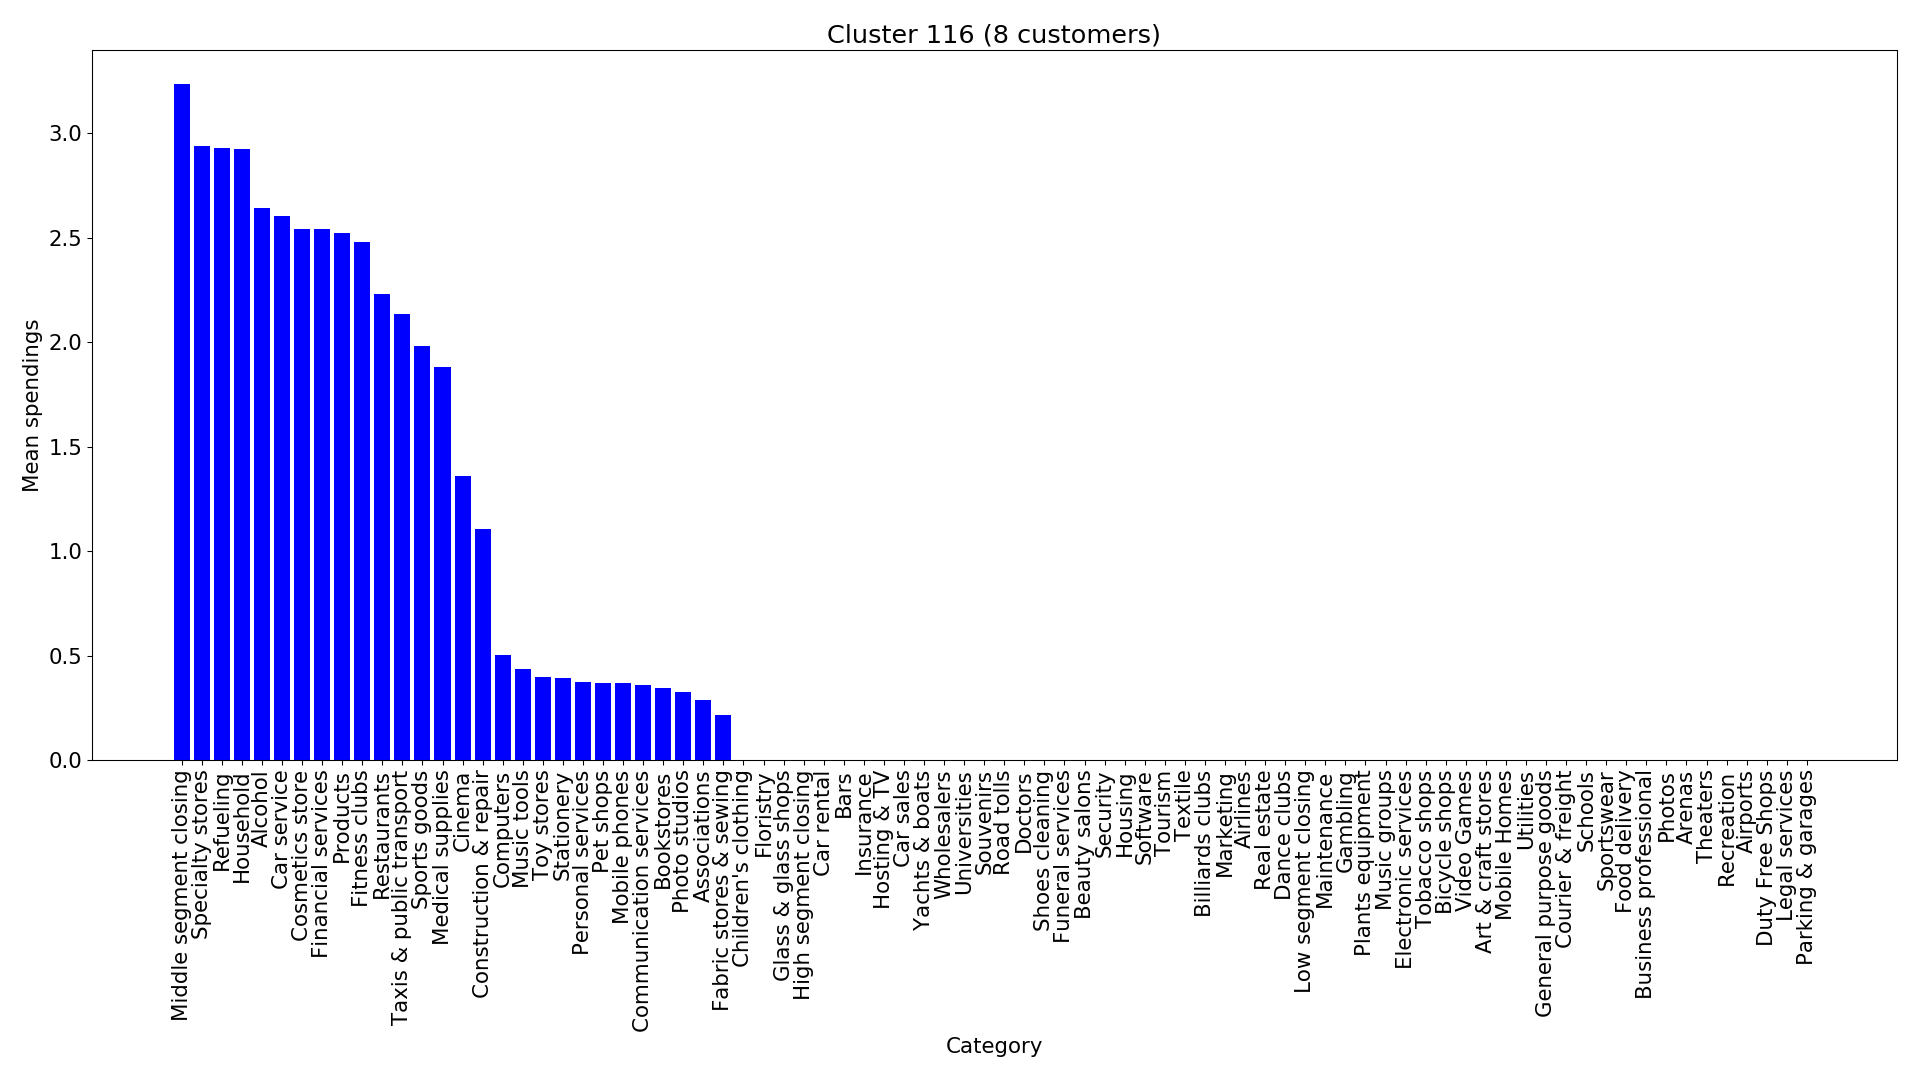 Cluster 116 (8 customers)
Mean spendings
3.0
2.5
2.0
1.5
1.0
0.5
0.0
Middle segment closing
Specialty stores
Refueling
Household
Alcohol
Car service
Cosmetics store
Financial services
Products
Fitness clubs
Restaurants
Taxis & public transport
Sports goods
Medical supplies
Cinema
Construction & repair
Computers
Music tools
Toy stores
Stationery
Personal services
Pet shops
Mobile phones
Communication services
Bookstores
Photo studios
Associations
Fabric stores & sewing
Children's clothing
Floristry
Glass & glass shops
High segment closing
Car rental
Bars
Insurance
Hosting & TV
Car sales
Yachts & boats
Wholesalers
Universities
Souvenirs
Road tolls
Doctors
Shoes cleaning
Funeral services
Beauty salons
Security
Housing
Software
Tourism
Textile
Billiards clubs
Marketing
Airlines
Real estate
Dance clubs
Low segment closing
Maintenance
Gambling
Plants equipment
Music groups
Electronic services
Tobacco shops
Bicycle shops
Video Games
Art & craft stores
Mobile Homes
Utilities
General purpose goods
Courier & freight
Schools
Sportswear
Food delivery
Business professional
Photos
Arenas
Theaters
Recreation
Airports
Duty Free Shops
Legal services
Parking & garages
Category